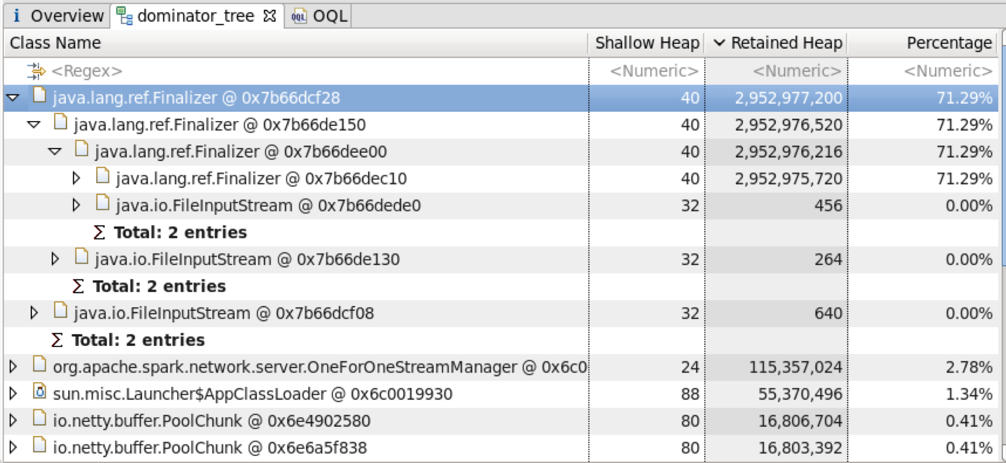 i Overview dominator_tree OQL OQL
Class Name Shallow Heap Retained Heap Percentage
<Regex> <Numeric> <Numeric> <Numeric>
java.lang.ref.Finalizer @ 0x7b66dcf28 40 2,952,977,200 71.29%
java.lang.ref.Finalizer @ 0x7b66de150 40 2,952,976,520 71.29%
java.lang.ref.Finalizer @ 0x7b66dee00 40 2,952,976,216 71.29%
java.lang.ref.Finalizer @ 0x7b66dec10 40 2,952,975,720 71.29%
java.io.FileInputStream @ 0x7b66dede0 32 456 0.00%
Σ Total: 2 entries
java.io.FileInputStream @ 0x7b66de130 32 264 0.00%
Σ Total: 2 entries
java.io.FileInputStream @ 0x7b66dcf08 32 640 0.00%
Σ Total: 2 entries
org.apache.spark.network.server.OneForOneStreamManager @ 0x6c0 24 115,357,024 2.78%
sun.misc.Launcher$AppClassLoader @ 0x6c0019930 88 55,370,496 1.34%
io.netty.buffer.PoolChunk @ 0x6e4902580 80 16,806,704 0.41%
io.netty.buffer.PoolChunk @ 0x6e6a5f838 80 16,803,392 0.41%